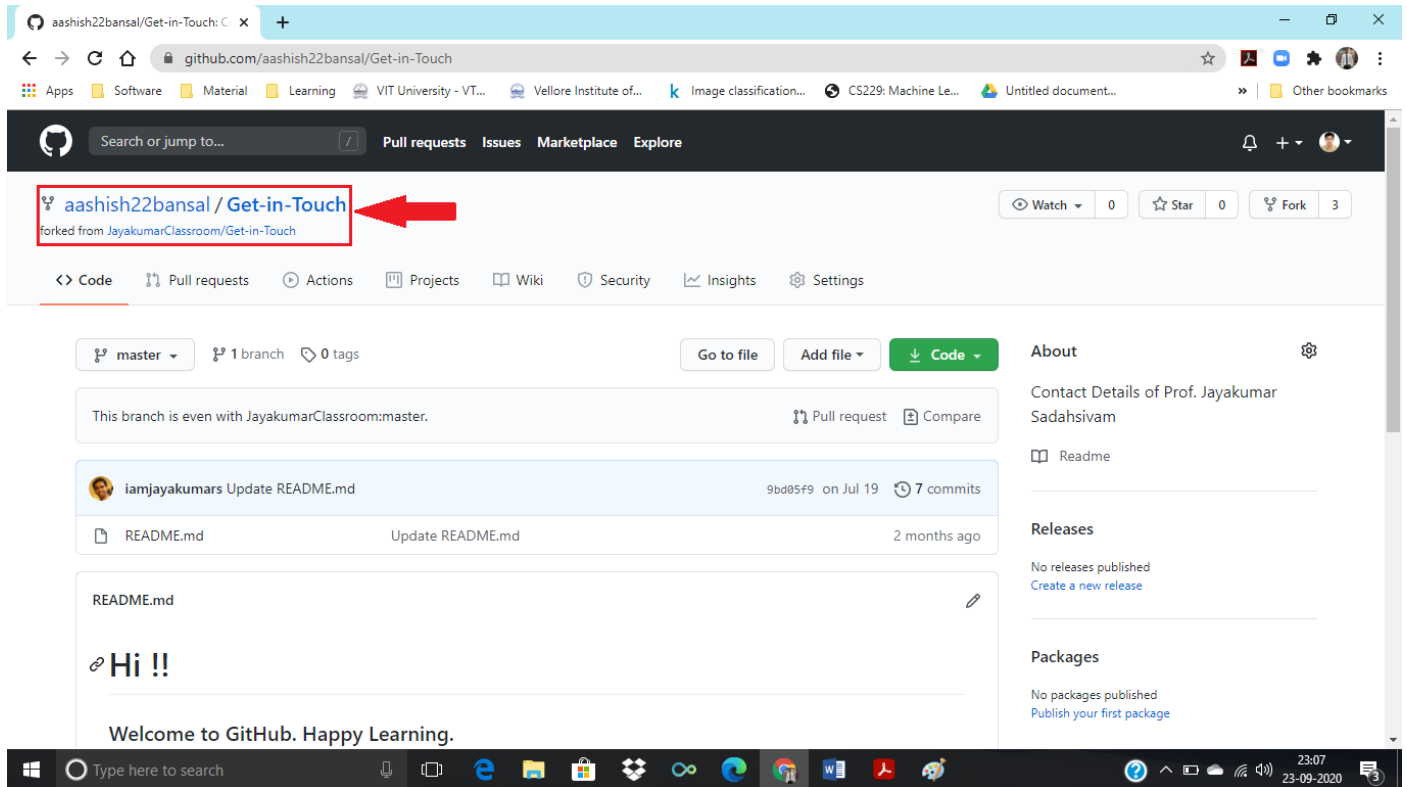 aashish22bansal/Get-in-Touch: C
github.com/aashish22bansal/Get-in-Touch
Apps Software Material Learning VIT University - VT... Vellore Institute of... Image classification... CS229: Machine Le... Untitled document... » Other bookmarks
Search or jump to... / Pull requests Issues Marketplace Explore
aashish22bansal / Get-in-Touch Watch 0 Star 0 Fork 3
forked from JayakumarClassroom/Get-in-Touch
Code Pull requests Actions Projects Wiki Security Insights Settings
master 1 branch 0 tags Go to file Add file Code
This branch is even with JayakumarClassroom:master. Pull request Compare
iamjayakumars Update README.md 9bd05f9 on Jul 19 7 commits
README.md Update README.md 2 months ago
README.md
Hi !!
Welcome to GitHub. Happy Learning.
About
Contact Details of Prof. Jayakumar
Sadahsivam
Readme
Releases
No releases published
Create a new release
Packages
No packages published
Publish your first package
Type here to search
23:07
23-09-2020
3